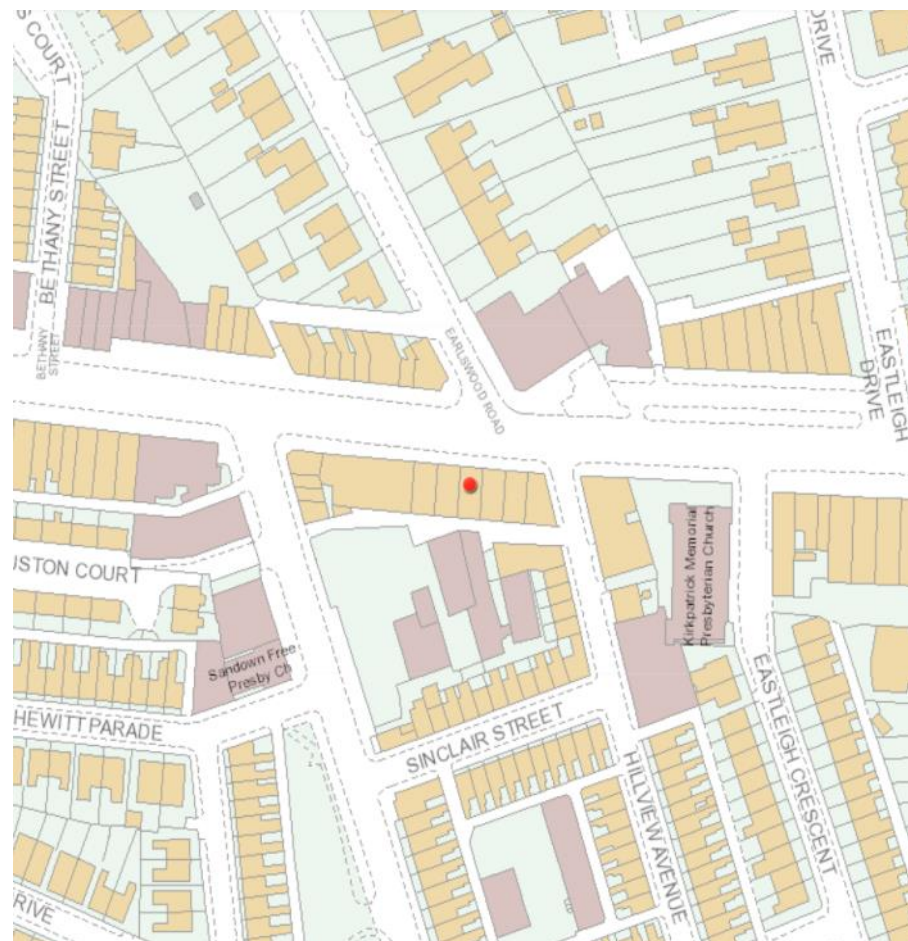 S COURT
BETHANY STREET
BETHANY
STREET
DRIVE
EARLSWOOD ROAD
EASTLEIGH
DRIVE
USTON COURT
Kirkpatrick Memorial
Presbyterian Church
Sandown Free
Presby Ch
HEWITT PARADE
SINCLAIR STREET
HILLVIEW AVENUE
EASTLEIGH CRESCENT
RIVE